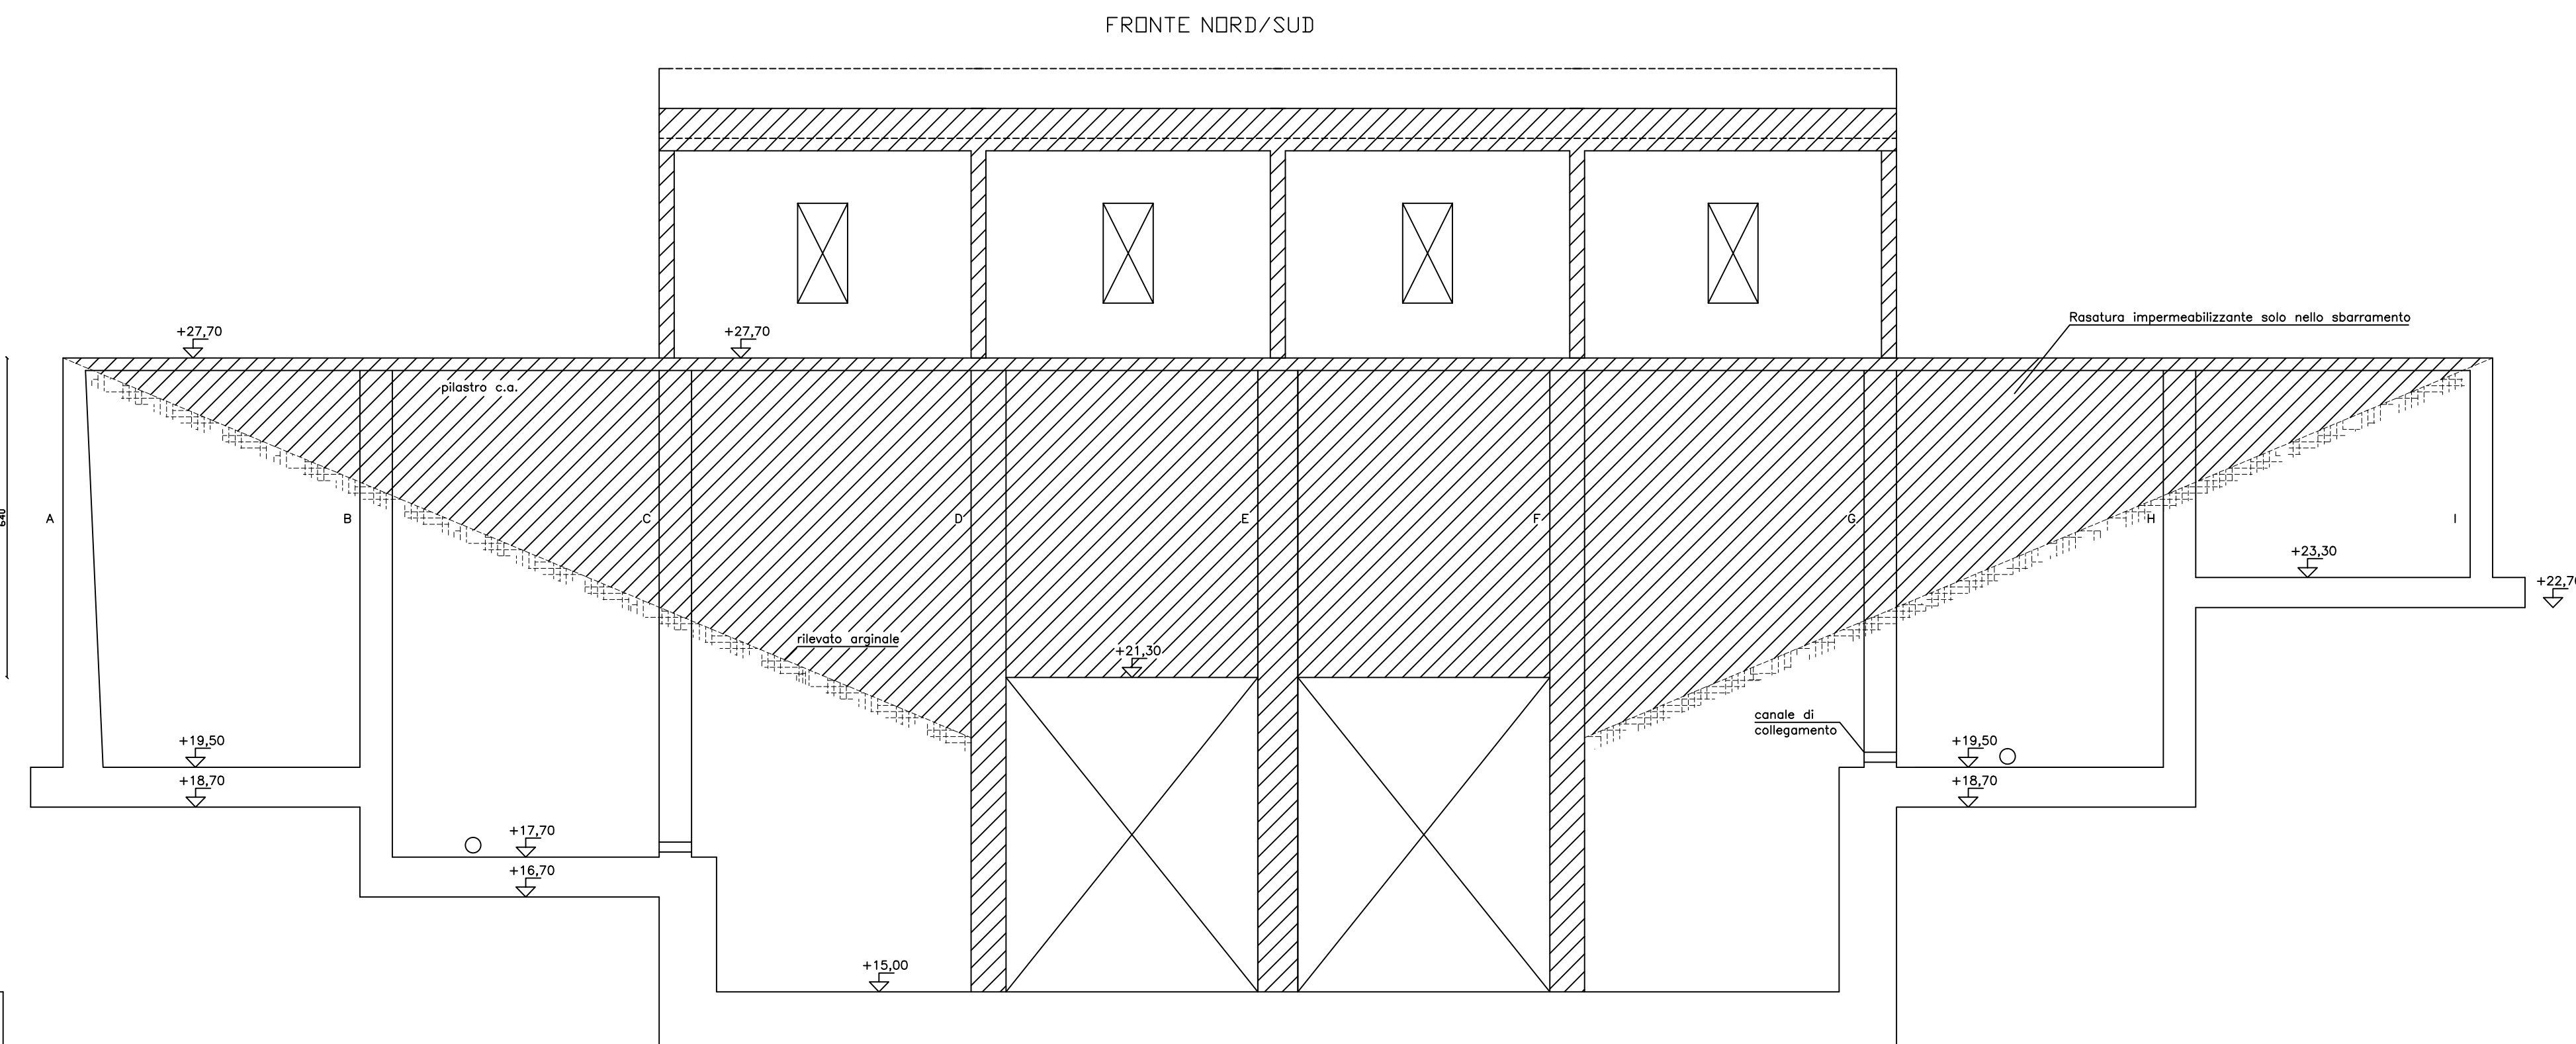 FRONTE NORD/SUD
Rasatura impermeabilizzante solo nello sbarramento
+27,70
+27,70
pilastro c.a.
640
A
B
C
D
E
F
G
H
I
+23,30
+22,70
rilevato arginale
+21,30
canale di
collegamento
+19,50
+19,50
+18,70
+18,70
+17,70
+16,70
+15,00